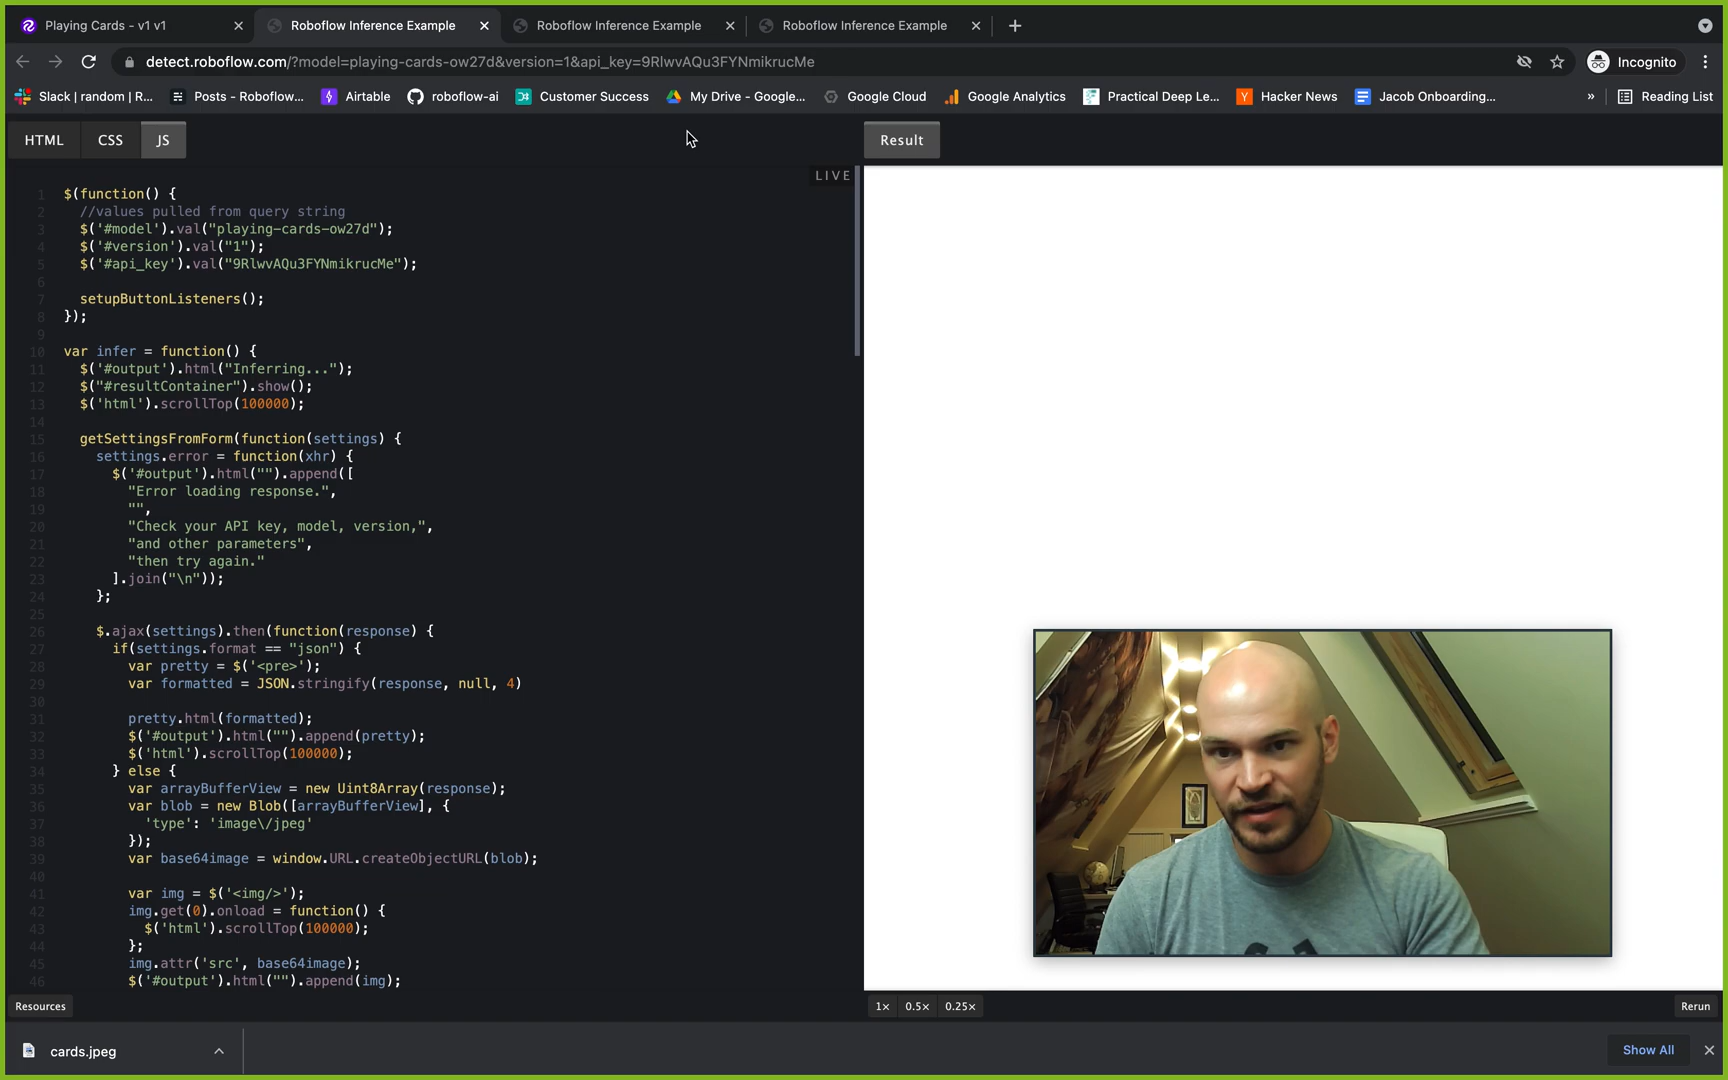 Playing Cards - v1 v1
Roboflow Inference Example
Roboflow Inference Example
Roboflow Inference Example
detect.roboflow.com/?model=playing-cards-ow27d&version=1&api_key=9RlwvAQu3FYNmikrucMe
Incognito
Slack | random | R...
Posts - Roboflow...
Airtable
roboflow-ai
Customer Success
My Drive - Google...
Google Cloud
Google Analytics
Practical Deep Le...
Hacker News
Jacob Onboarding...
»
Reading List
HTML
CSS
JS
Result
LIVE
1 $(function() {
2 //values pulled from query string
3 $('#model').val("playing-cards-ow27d");
4 $('#version').val("1");
5 $('#api_key').val("9RlwvAQu3FYNmikrucMe");
6
7 setupButtonListeners();
8 });
9
10 var infer = function() {
11 $('#output').html("Inferring...");
12 $("#resultContainer").show();
13 $('html').scrollTop(100000);
14
15 getSettingsFromForm(function(settings) {
16 settings.error = function(xhr) {
17 $('#output').html("").append([
18 "Error loading response.",
19 "",
20 "Check your API key, model, version,",
21 "and other parameters",
22 "then try again."
23 ].join("\n"));
24 };
25
26 $.ajax(settings).then(function(response) {
27 if(settings.format == "json") {
28 var pretty = $('<pre>');
29 var formatted = JSON.stringify(response, null, 4)
30
31 pretty.html(formatted);
32 $('#output').html("").append(pretty);
33 $('html').scrollTop(100000);
34 } else {
35 var arrayBufferView = new Uint8Array(response);
36 var blob = new Blob([arrayBufferView], {
37 'type': 'image\/jpeg'
38 });
39 var base64image = window.URL.createObjectURL(blob);
40
41 var img = $('<img/>');
42 img.get(0).onload = function() {
43 $('html').scrollTop(100000);
44 };
45 img.attr('src', base64image);
46 $('#output').html("").append(img);
Resources
1×
0.5×
0.25×
Rerun
cards.jpeg
Show All